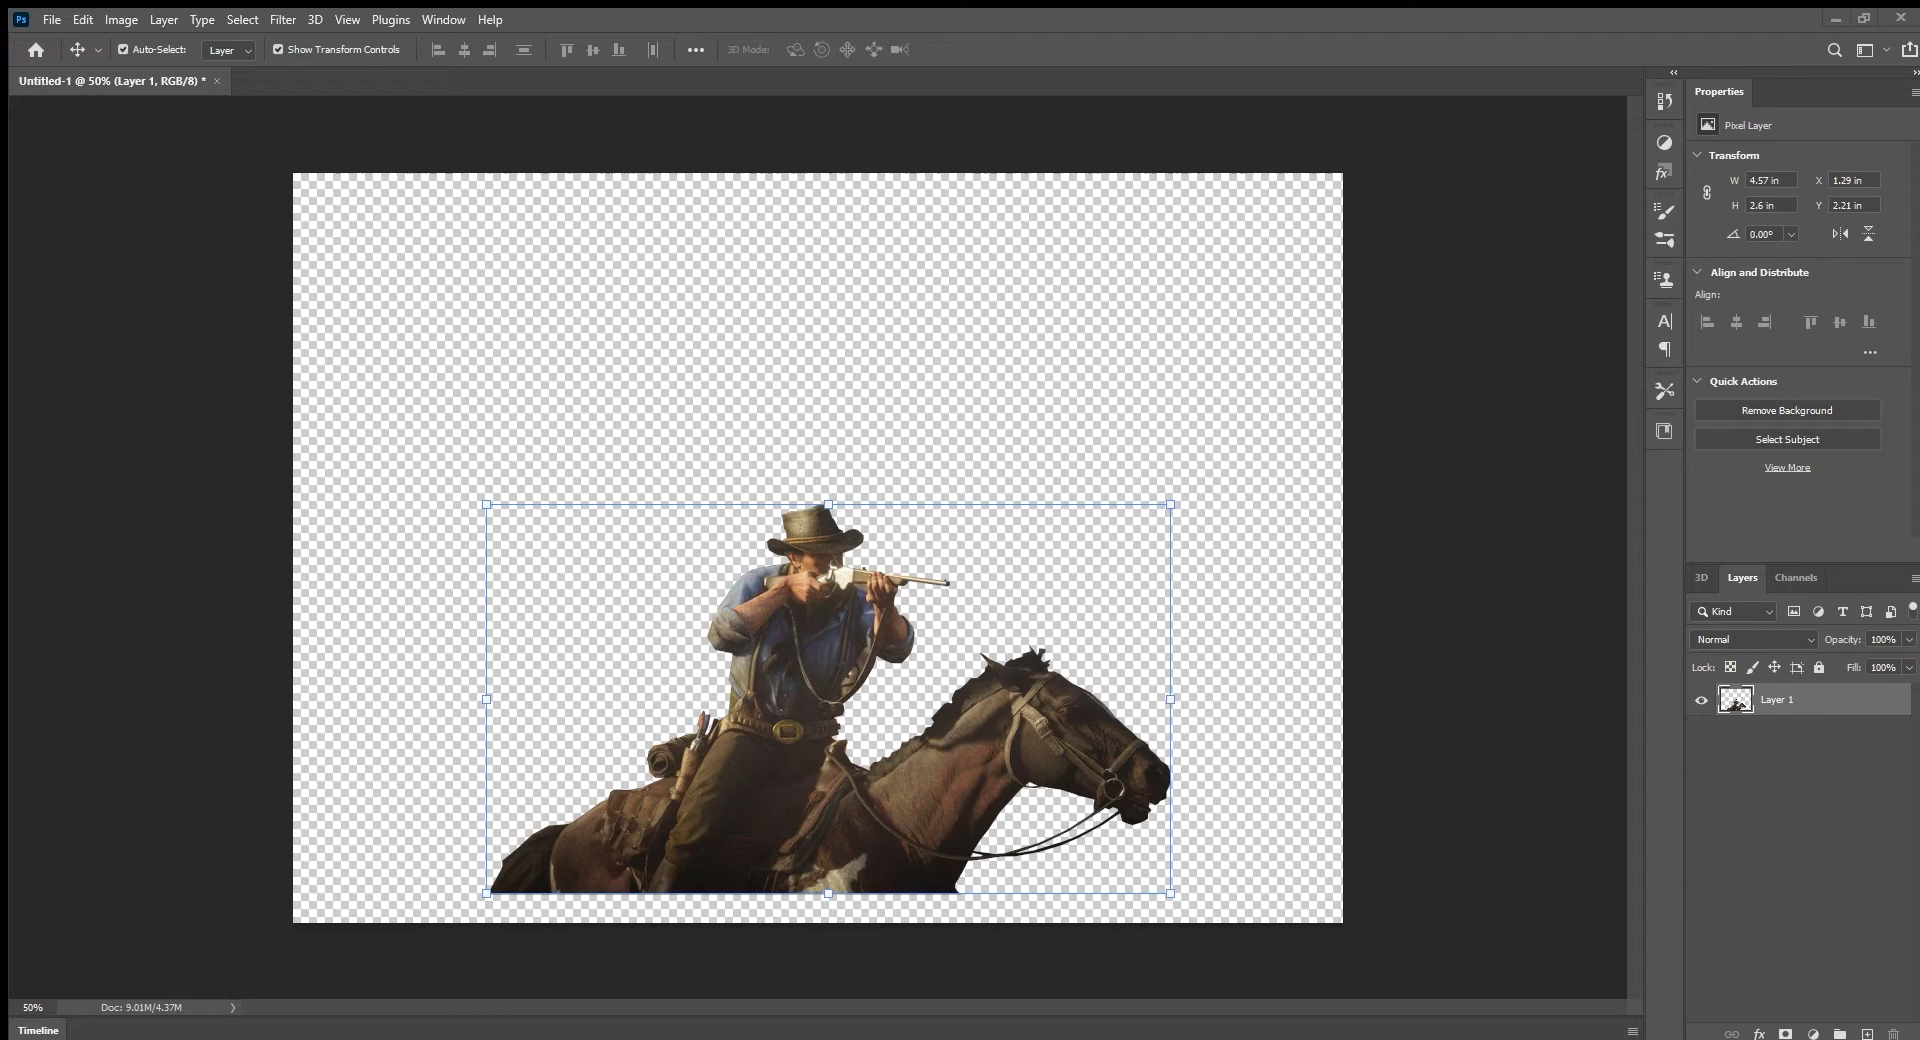 Ps File Edit Image Layer Type Select Filter 3D View Plugins Window Help
Auto-Select: Layer Show Transform Controls 3D Mode:
Untitled-1 @ 50% (Layer 1, RGB/8) *
Properties
Pixel Layer
Transform
W 4.57 in X 1.29 in
H 2.6 in Y 2.21 in
0.00°
Align and Distribute
Align:
Quick Actions
Remove Background
Select Subject
View More
3D Layers Channels
Kind
Normal Opacity: 100%
Lock: Fill: 100%
Layer 1
fx
50% Doc: 9.01M/4.37M
Timeline